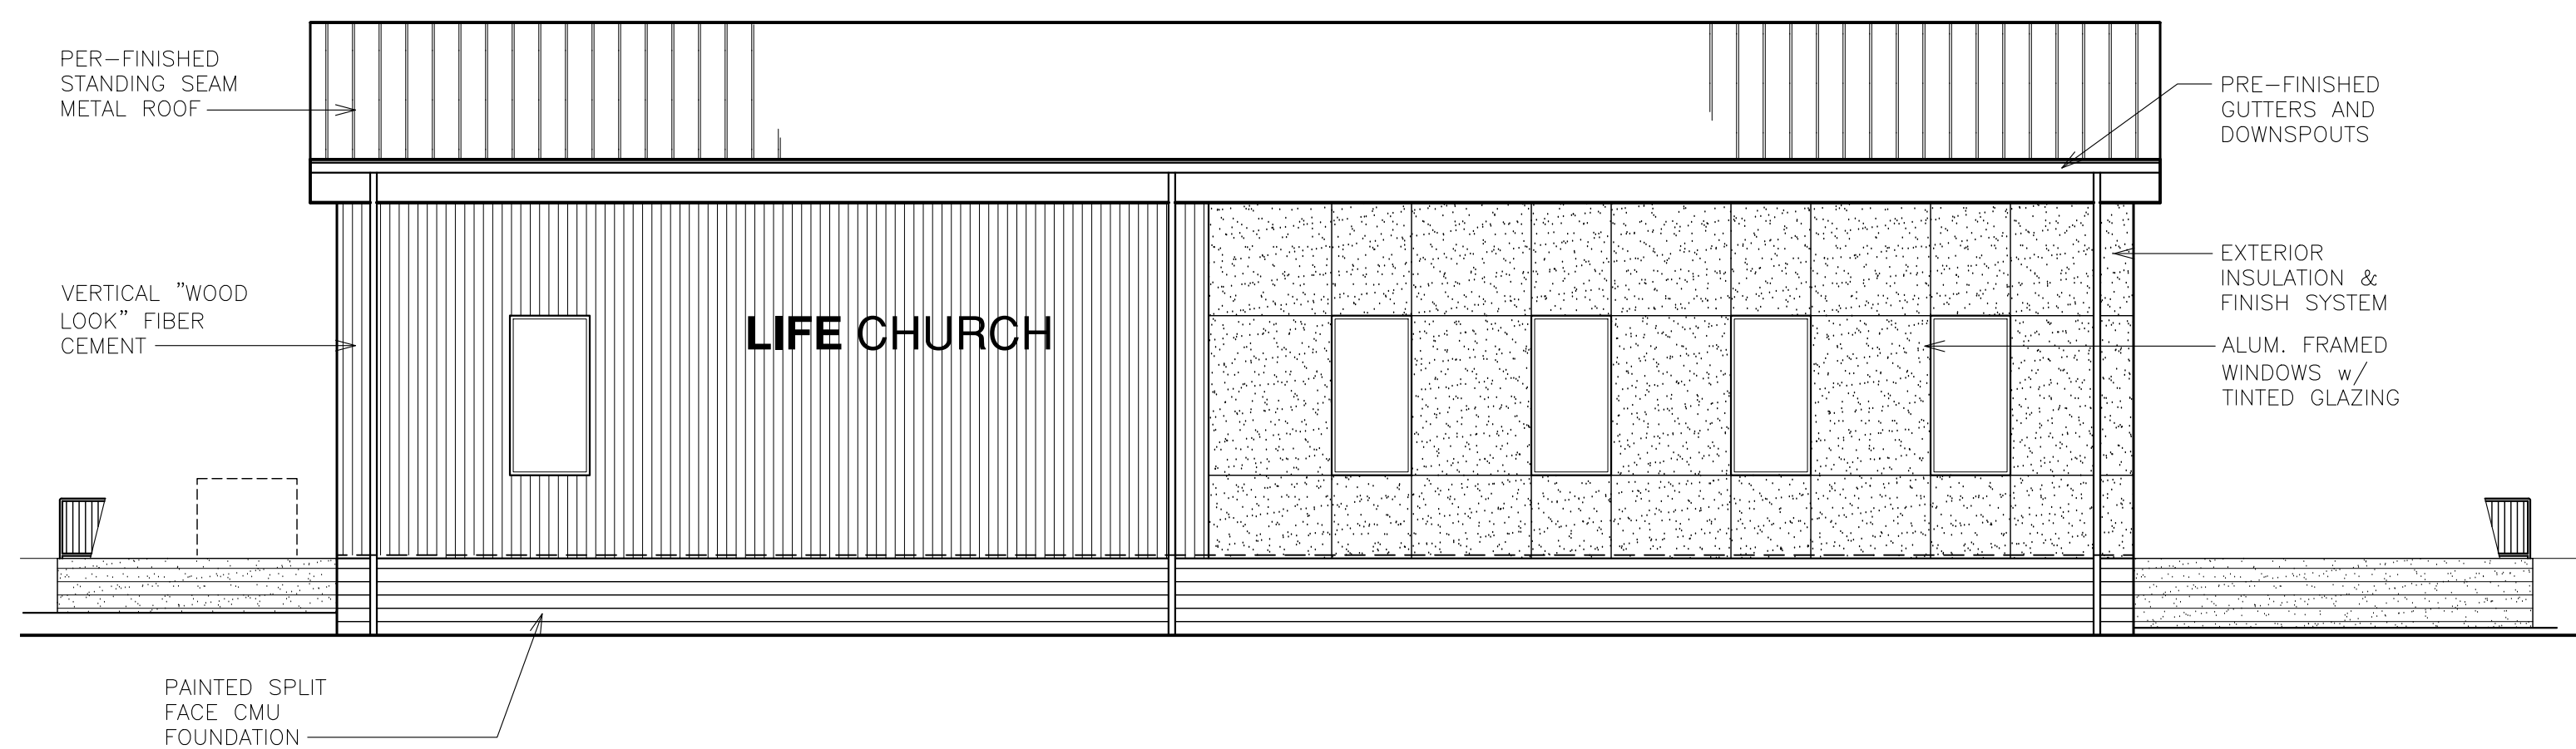 PER-FINISHED
STANDING SEAM
METAL ROOF
PRE-FINISHED
GUTTERS AND
DOWNSPOUTS
VERTICAL "WOOD
LOOK" FIBER
CEMENT
LIFE CHURCH
EXTERIOR
INSULATION &
FINISH SYSTEM
ALUM. FRAMED
WINDOWS w/
TINTED GLAZING
PAINTED SPLIT
FACE CMU
FOUNDATION